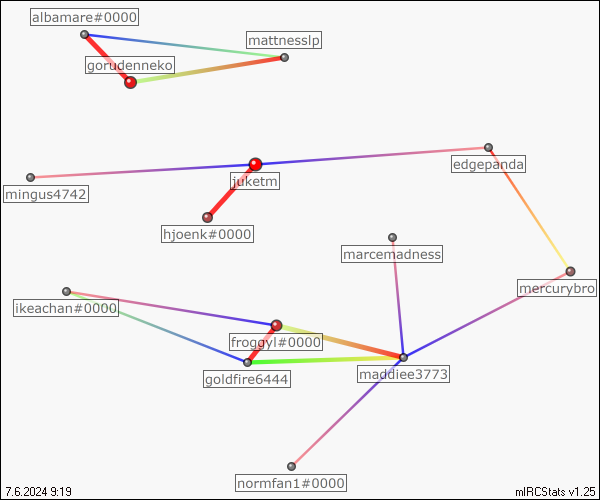 albamare#0000
mattnesslp
gorudenneko
edgepanda
juketm
mingus4742
hjoenk#0000
marcemadness
mercurybro
ikeachan#0000
froggyl#0000
goldfire6444
maddiee3773
normfan1#0000
7.6.2024 9:19
mIRCStats v1.25